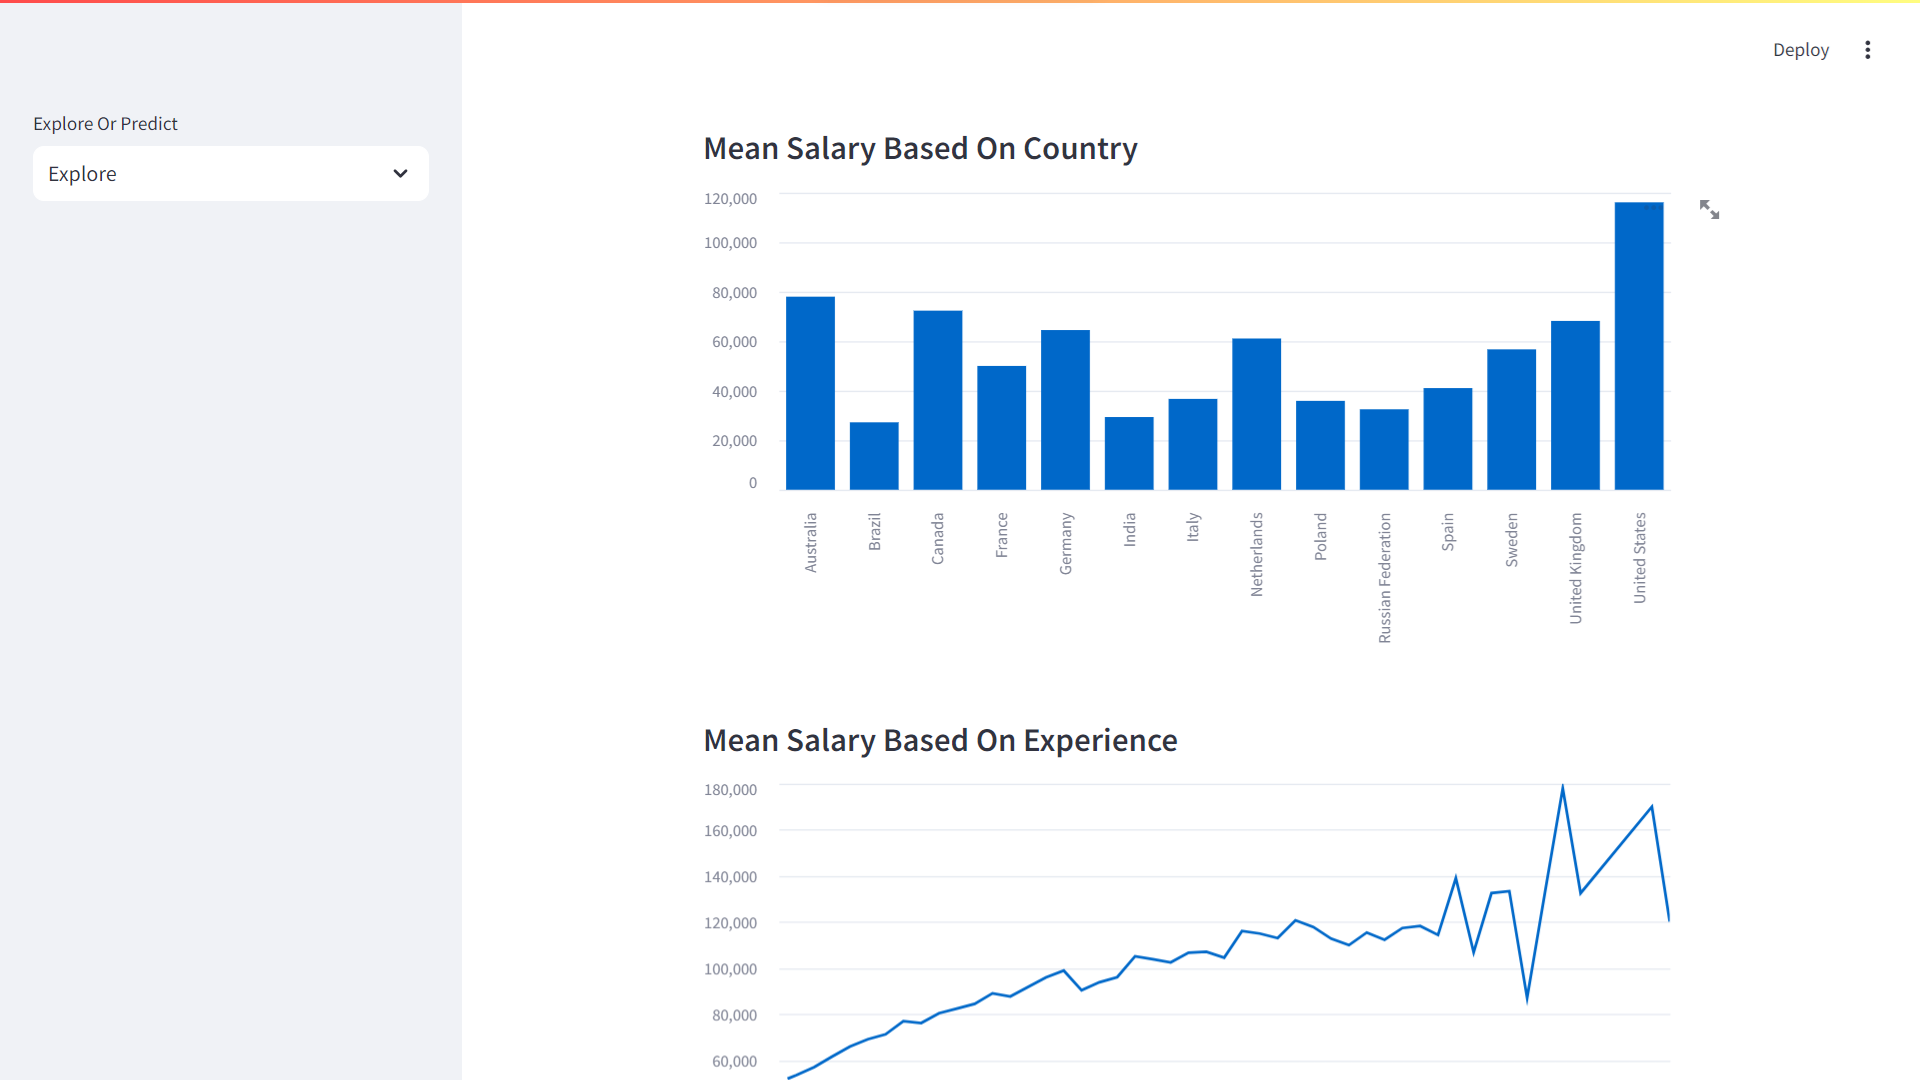 Deploy
Explore Or Predict
Explore
Mean Salary Based On Country
120,000
100,000
80,000
60,000
40,000
20,000
0
Australia
Brazil
Canada
France
Germany
India
Italy
Netherlands
Poland
Russian Federation
Spain
Sweden
United Kingdom
United States
Mean Salary Based On Experience
180,000
160,000
140,000
120,000
100,000
80,000
60,000